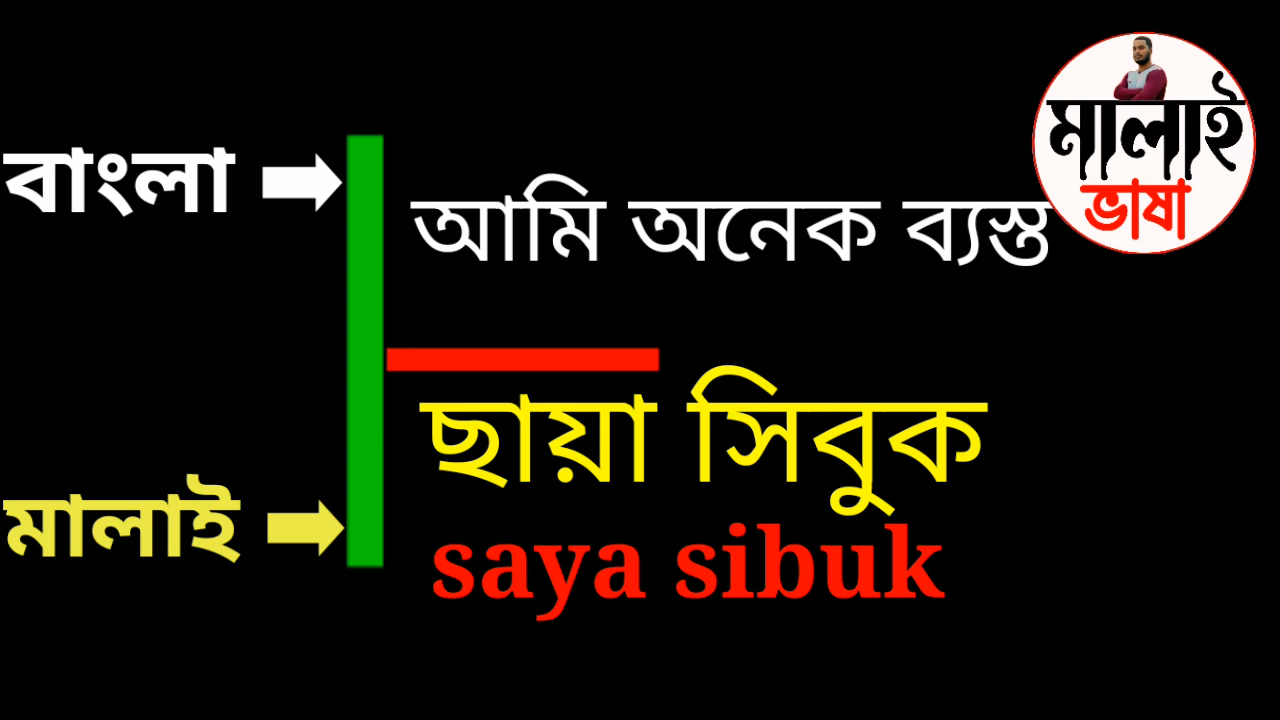 বাংলা
আমি অনেক ব্যস্ত
মালাই
ভাষা
ছায়া সিবুক
মালাই
saya sibuk